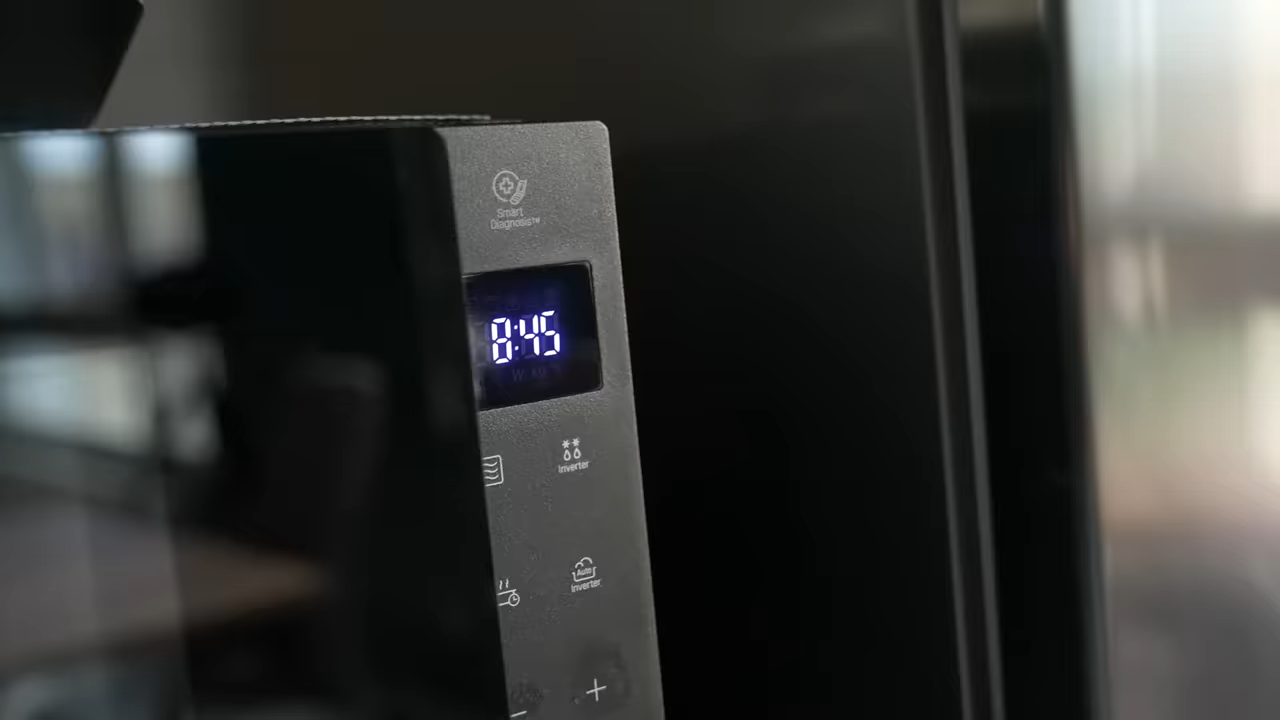 Smart
Diagnosis™
8:45
Inverter
Auto
Inverter
+
-